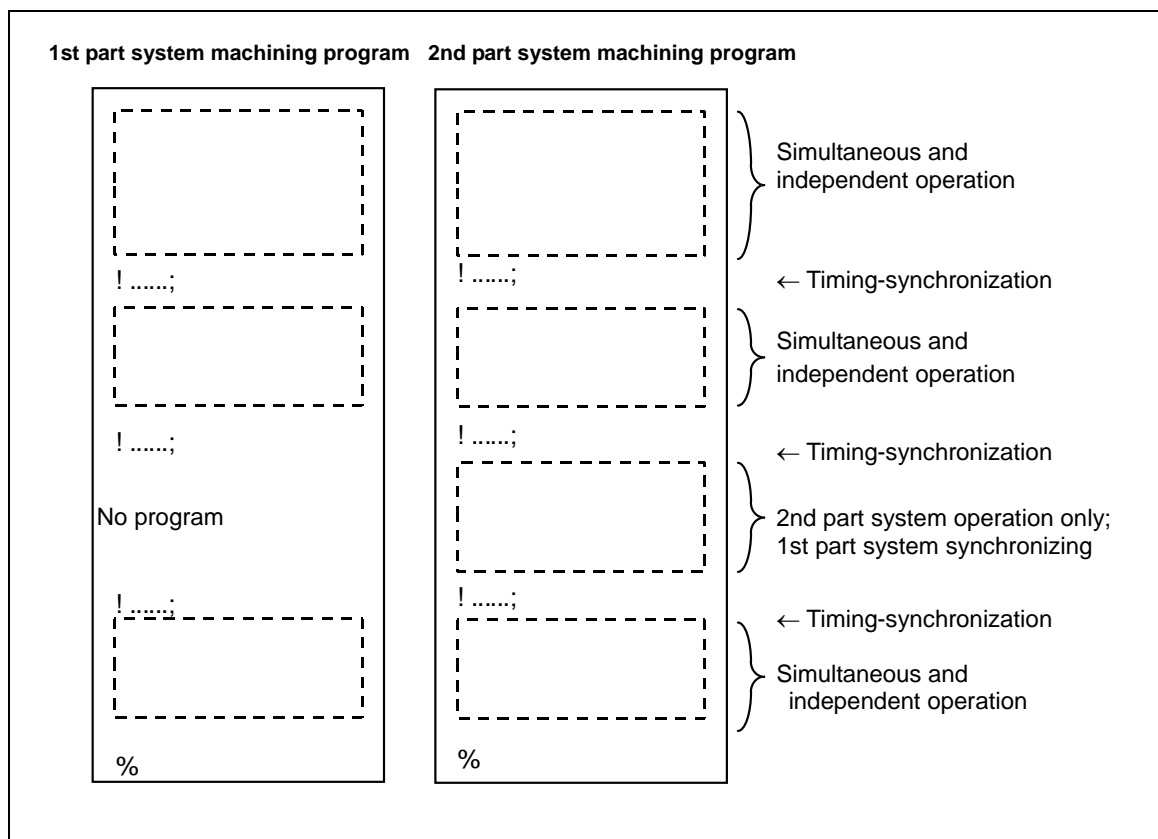 1st part system machining program 2nd part system machining program
Simultaneous and
independent operation
! ......; ! ......; ← Timing-synchronization
Simultaneous and
independent operation
! ......; ! ......; ← Timing-synchronization
No program 2nd part system operation only;
1st part system synchronizing
! ......; ! ......; ← Timing-synchronization
Simultaneous and
independent operation
% %